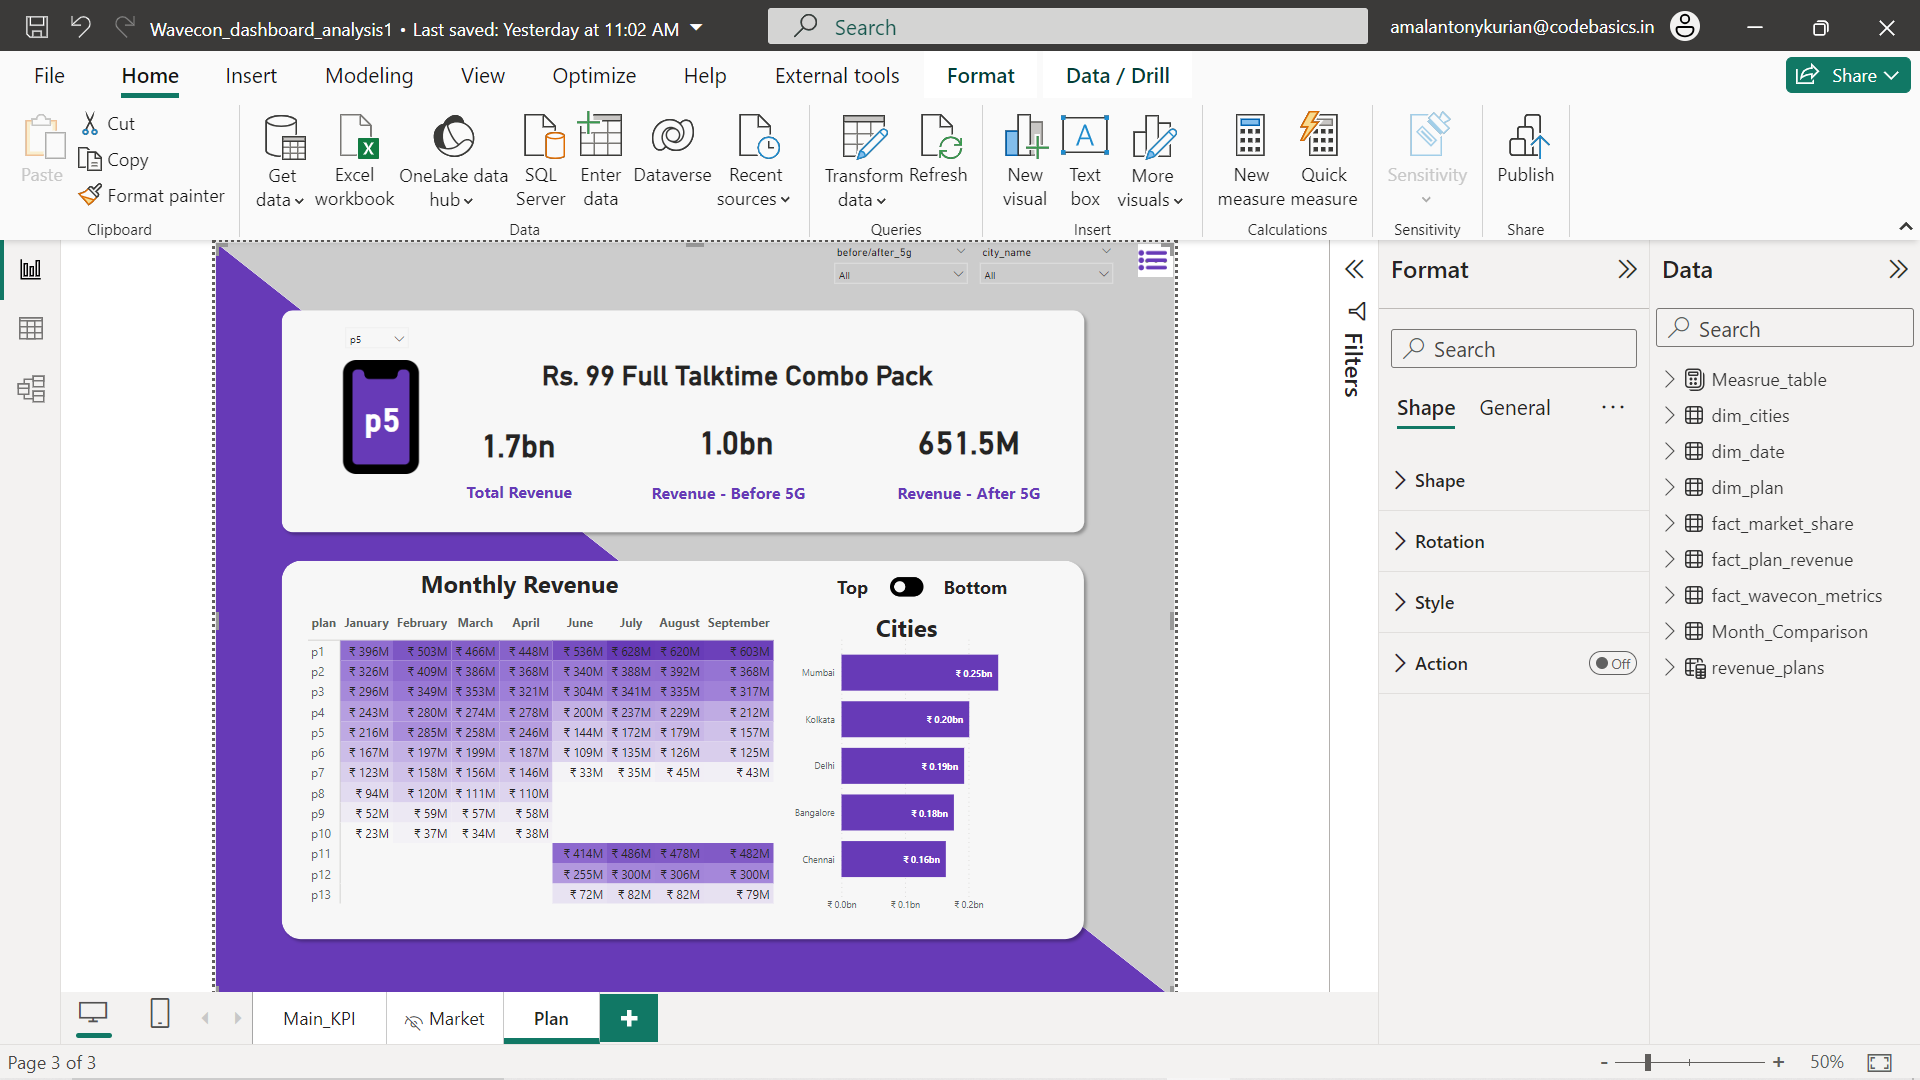 Wavecon_dashboard_analysis1 • Last saved: Yesterday at 11:02 AM
Search
amalantonykurian@codebasics.in
File Home Insert Modeling View Optimize Help External tools Format Data / Drill
Share
Paste
Cut
Copy
Format painter
Clipboard
Get data
Excel workbook
OneLake data hub
SQL Server
Enter data
Dataverse
Recent sources
Data
Transform data
Refresh
Queries
New visual
Text box
More visuals
Insert
New measure
Quick measure
Calculations
Sensitivity
Sensitivity
Publish
Share
before/after_5g
All
city_name
All
p5
p5
Rs. 99 Full Talktime Combo Pack
1.7bn 1.0bn 651.5M
Total Revenue Revenue - Before 5G Revenue - After 5G
Monthly Revenue
plan January February March April June July August September
p1 ₹ 396M ₹ 503M ₹ 466M ₹ 448M ₹ 536M ₹ 628M ₹ 620M ₹ 603M
p2 ₹ 326M ₹ 409M ₹ 386M ₹ 368M ₹ 340M ₹ 388M ₹ 392M ₹ 368M
p3 ₹ 296M ₹ 349M ₹ 353M ₹ 321M ₹ 304M ₹ 341M ₹ 335M ₹ 317M
p4 ₹ 243M ₹ 280M ₹ 274M ₹ 278M ₹ 200M ₹ 237M ₹ 229M ₹ 212M
p5 ₹ 216M ₹ 285M ₹ 258M ₹ 246M ₹ 144M ₹ 172M ₹ 179M ₹ 157M
p6 ₹ 167M ₹ 197M ₹ 199M ₹ 187M ₹ 109M ₹ 135M ₹ 126M ₹ 125M
p7 ₹ 123M ₹ 158M ₹ 156M ₹ 146M ₹ 33M ₹ 35M ₹ 45M ₹ 43M
p8 ₹ 94M ₹ 120M ₹ 111M ₹ 110M
p9 ₹ 52M ₹ 59M ₹ 57M ₹ 58M
p10 ₹ 23M ₹ 37M ₹ 34M ₹ 38M
p11 ₹ 414M ₹ 486M ₹ 478M ₹ 482M
p12 ₹ 255M ₹ 300M ₹ 306M ₹ 300M
p13 ₹ 72M ₹ 82M ₹ 82M ₹ 79M
Top Bottom
Cities
Mumbai ₹ 0.25bn
Kolkata ₹ 0.20bn
Delhi ₹ 0.19bn
Bangalore ₹ 0.18bn
Chennai ₹ 0.16bn
₹ 0.0bn ₹ 0.1bn ₹ 0.2bn
Filters
Format
Search
Shape General ...
Shape
Rotation
Style
Action Off
Data
Search
Measrue_table
dim_cities
dim_date
dim_plan
fact_market_share
fact_plan_revenue
fact_wavecon_metrics
Month_Comparison
revenue_plans
Main_KPI Market Plan +
Page 3 of 3
- + 50%